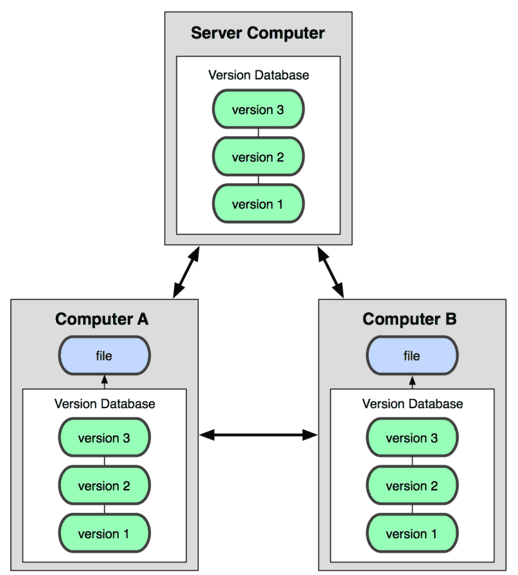 Server Computer
Version Database
version 3
version 2
version 1
Computer A
file
Version Database
version 3
version 2
version 1
Computer B
file
Version Database
version 3
version 2
version 1